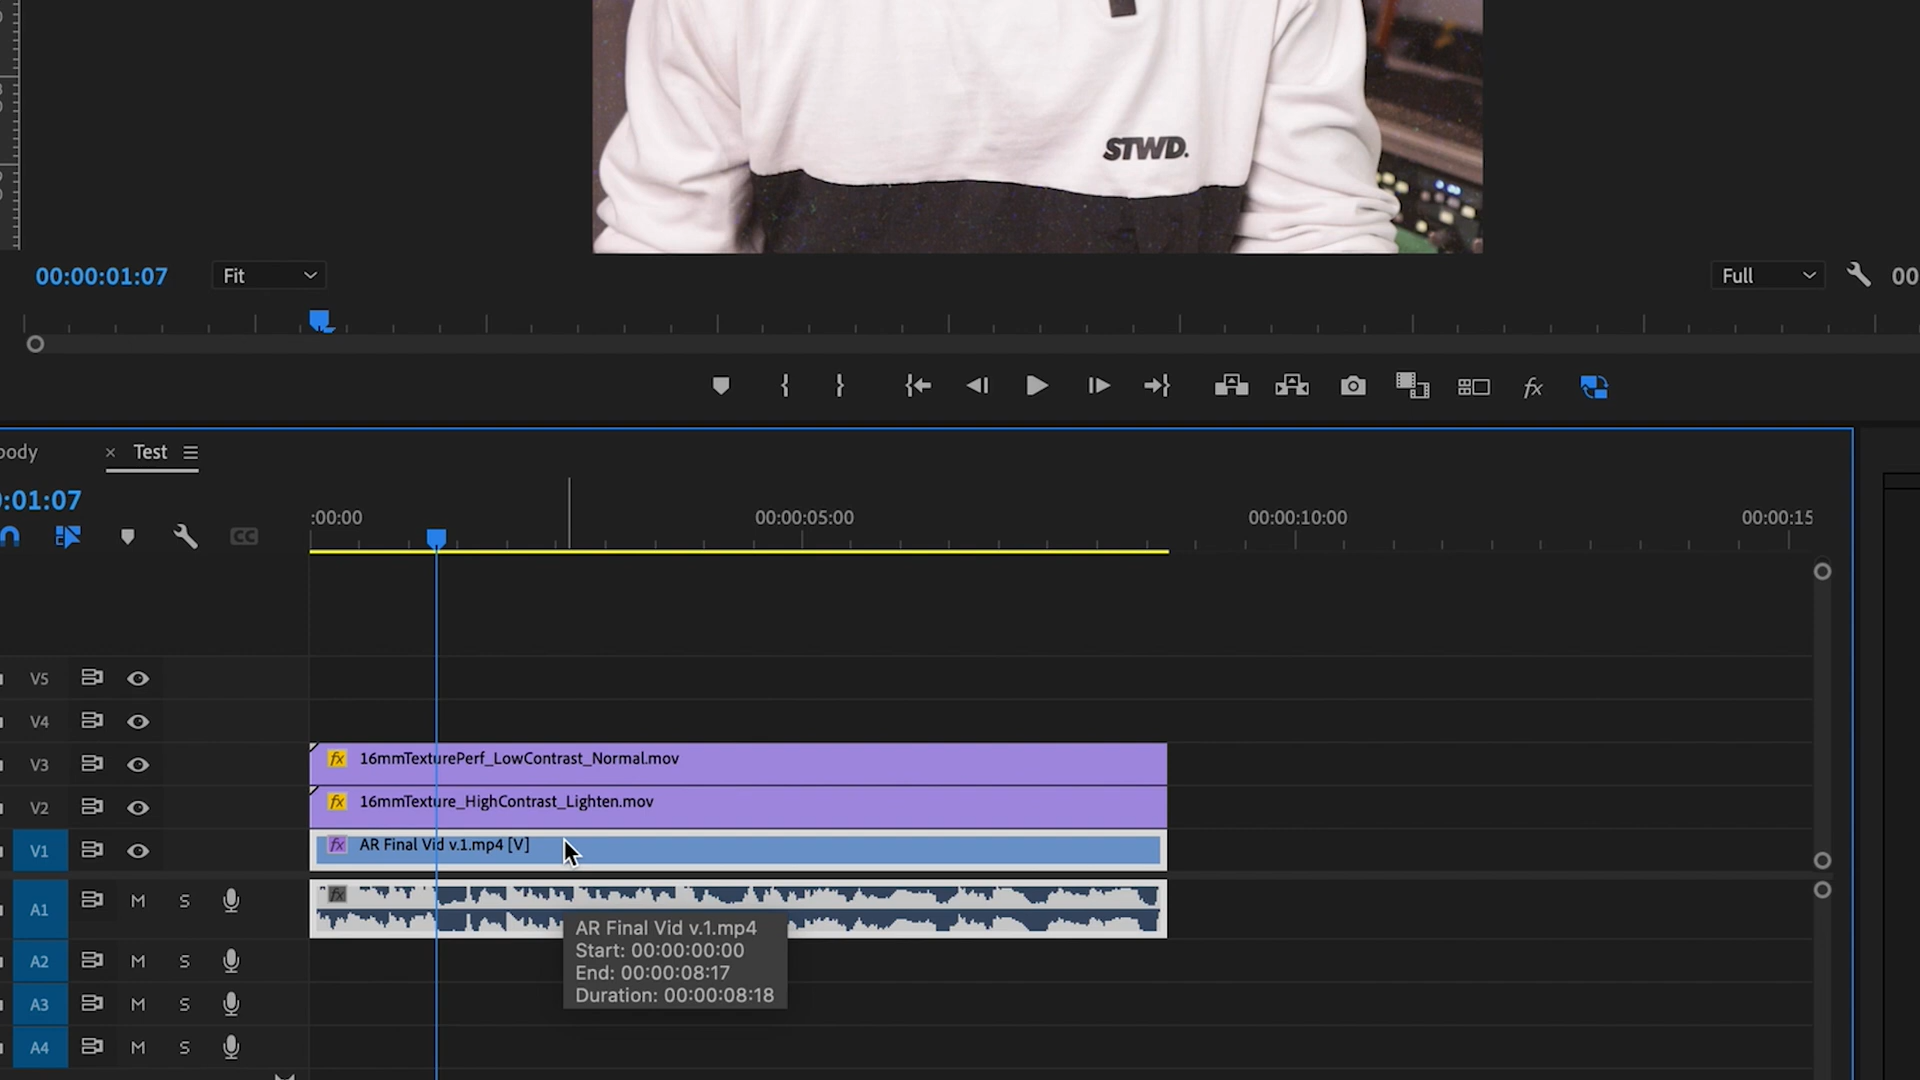 STWD.
00:00:01:07
Fit
Full
00
fx
body
× Test
:01:07
CC
:00:00
00:00:05:00
00:00:10:00
00:00:15
V5
V4
V3
fx 16mmTexturePerf_LowContrast_Normal.mov
V2
fx 16mmTexture_HighContrast_Lighten.mov
V1
fx AR Final Vid v.1.mp4 [V]
A1 M S
fx
AR Final Vid v.1.mp4
Start: 00:00:00:00
End: 00:00:08:17
Duration: 00:00:08:18
A2 M S
A3 M S
A4 M S